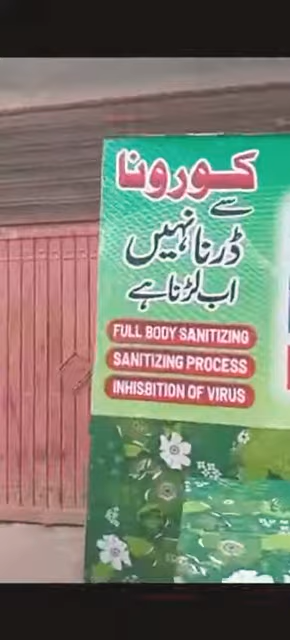 کورونا
سے
ڈرنا نہیں
اب لڑنا ہے
FULL BODY SANITIZING
SANITIZING PROCESS
INHISBITION OF VIRUS